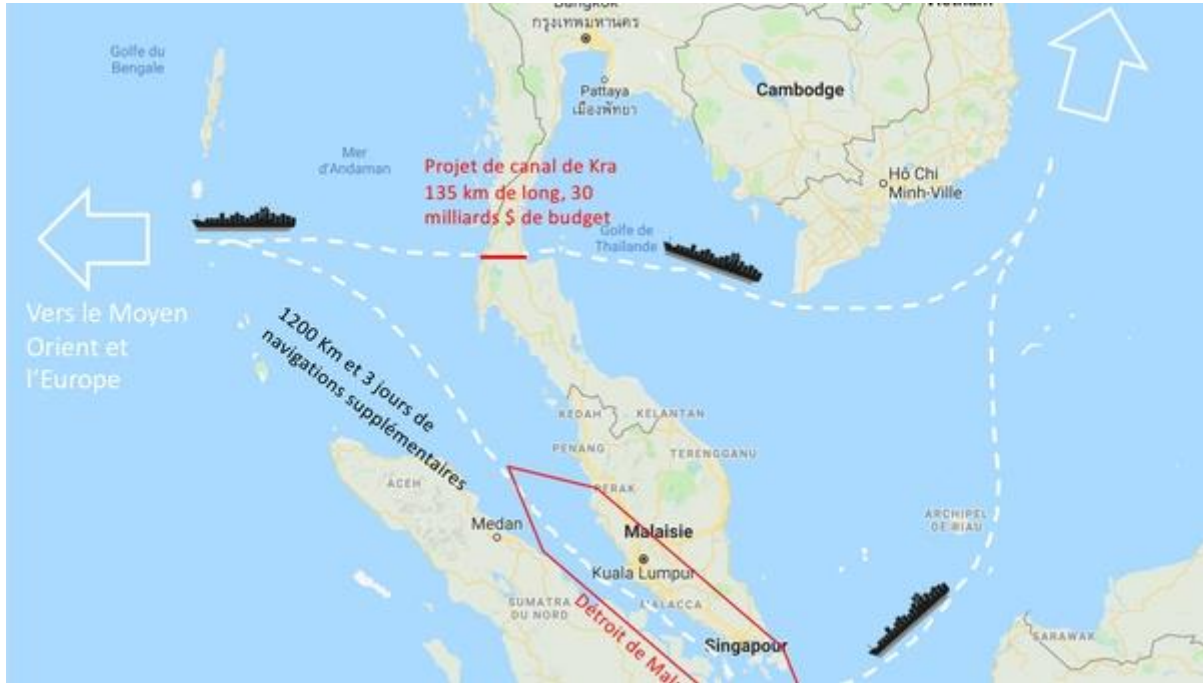 กรุงเทพมหานคร
Golfe du
Bengale
Pattaya
เมืองพัทยา
Cambodge
Mer
d'Andaman
Projet de canal de Kra
135 km de long, 30
milliards $ de budget
Hô Chi
Minh-Ville
Golfe de
Thaïlande
Vers le Moyen
Orient et
l'Europe
1200 Km et 3 jours de
navigations supplémentaires
KEDAH
KELANTAN
PENANG
TERENGGANU
ACEH
PERAK
Medan
Malaisie
ARCHIPEL
DE RIAU
Kuala Lumpur
SUMATRA
DU NORD
Détroit de
Singapour
SARAWAK